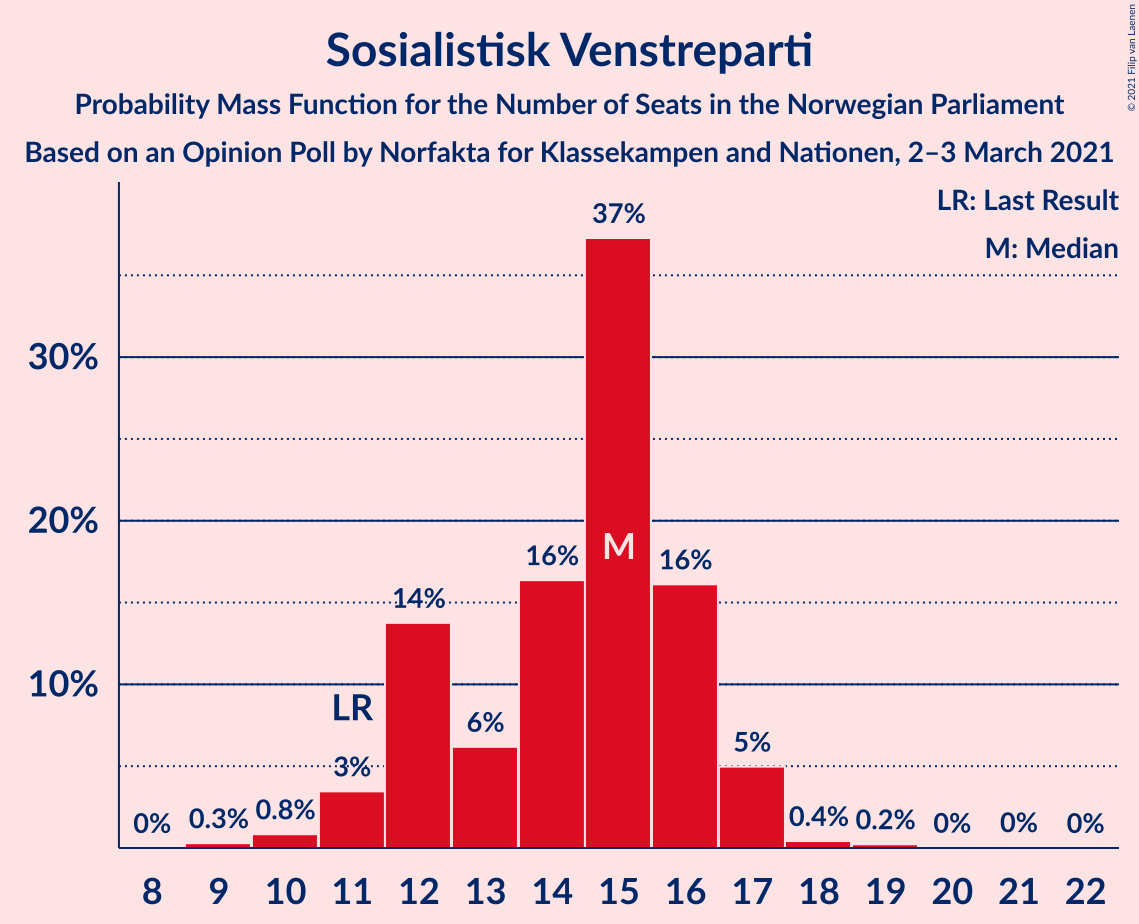 Sosialistisk Venstreparti
Probability Mass Function for the Number of Seats in the Norwegian Parliament
Based on an Opinion Poll by Norfakta for Klassekampen and Nationen, 2–3 March 2021
© 2021 Filip van Laenen
LR: Last Result
M: Median
37%
30%
20%
10%
M
16%
16%
14%
LR
6%
5%
3%
0%
0.3%
0.8%
0.4%
0.2%
0%
0%
0%
8 9 10 11 12 13 14 15 16 17 18 19 20 21 22